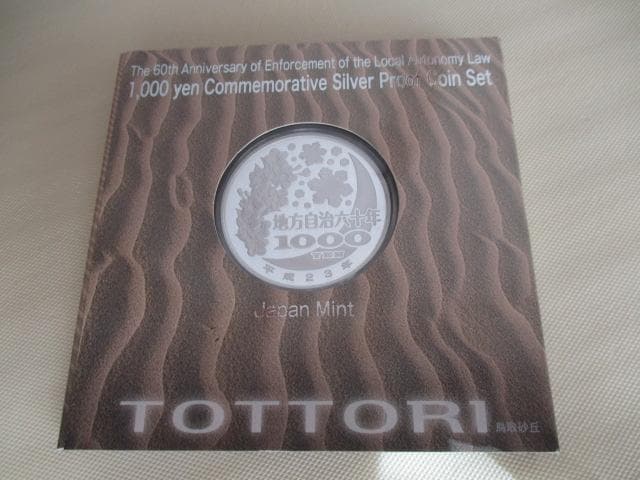 The 60th Anniversary of Enforcement of the Local Autonomy Law
1,000 yen Commemorative Silver Proof Coin Set
地方自治六十年
1000
平成23年
Japan Mint
TOTTORI
鳥取砂丘